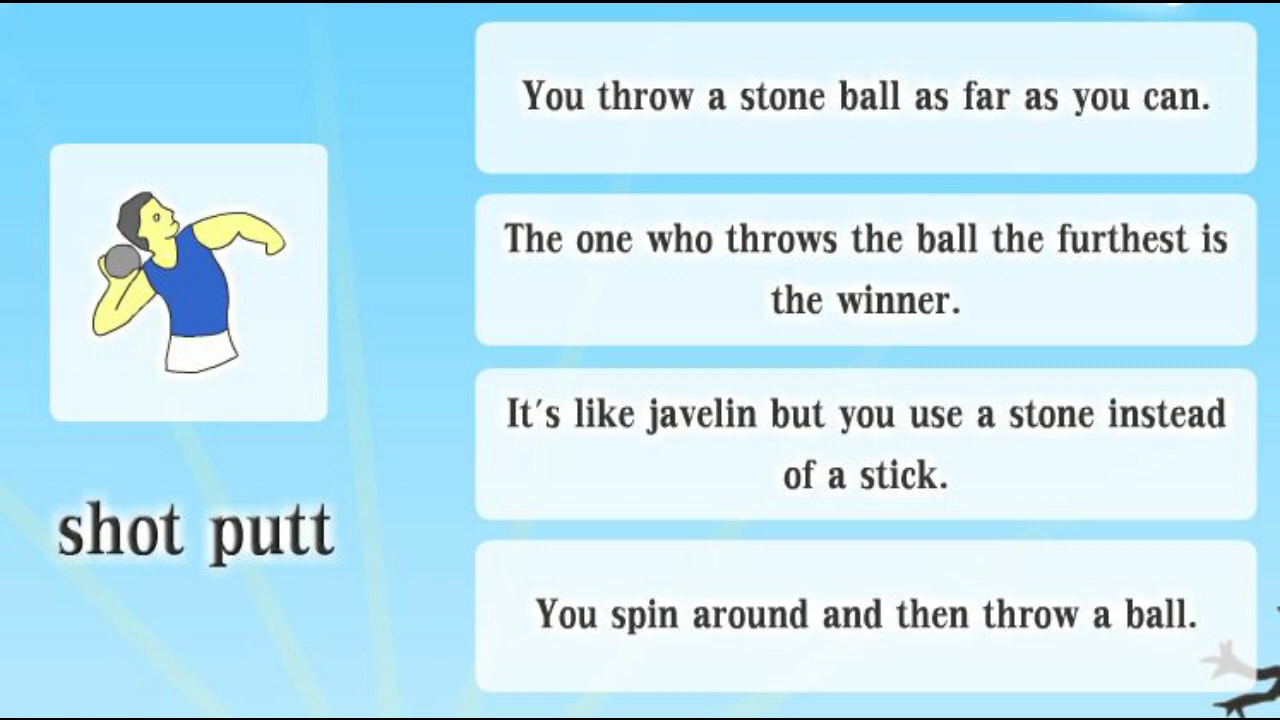 You throw a stone ball as far as you can.
The one who throws the ball the furthest is
the winner.
It's like javelin but you use a stone instead
of a stick.
shot putt
You spin around and then throw a ball.